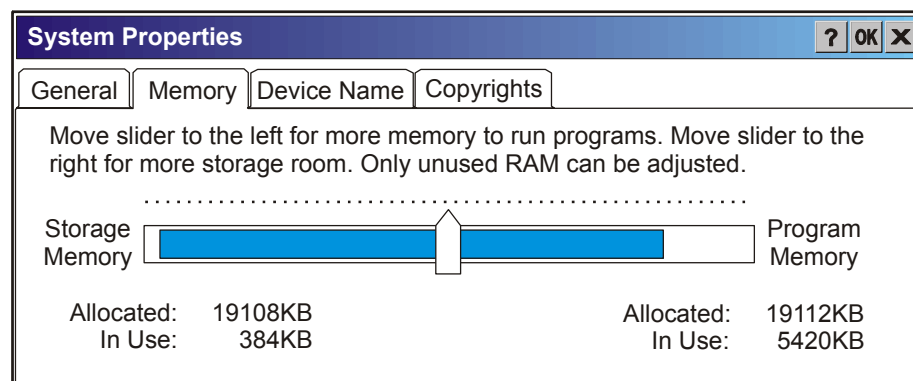 System Properties ? OK X
General Memory Device Name Copyrights
Move slider to the left for more memory to run programs. Move slider to the
right for more storage room. Only unused RAM can be adjusted.
Storage Memory
Program Memory
Allocated: 19108KB
In Use: 384KB
Allocated: 19112KB
In Use: 5420KB